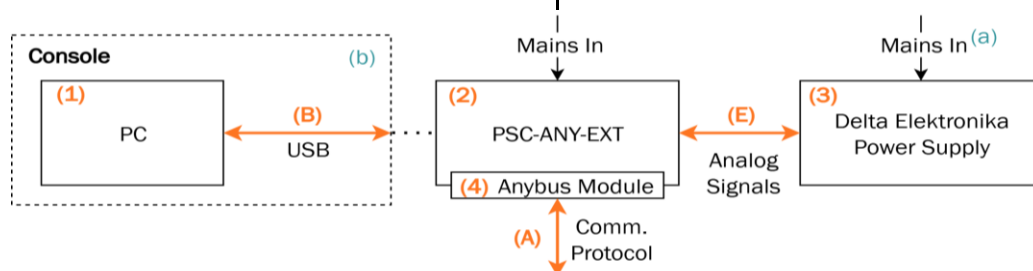 Mains In
Mains In (a)
Console
(b)
(1)
PC
(B)
USB
(2)
PSC-ANY-EXT
(4) Anybus Module
(E)
Analog
Signals
(3)
Delta Elektronika
Power Supply
(A)
Comm.
Protocol